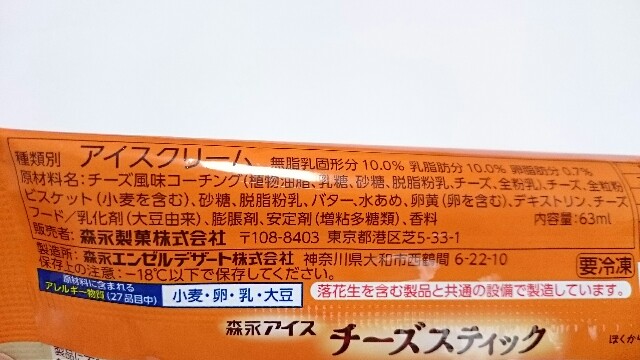 種類別 アイスクリーム 無脂乳固形分 10.0% 乳脂肪分 10.0% 卵脂肪分 0.7%
原材料名：チーズ風味コーチング(植物油脂、乳糖、砂糖、脱脂粉乳、チーズ、全粉乳)、チーズ、全粒粉
ビスケット(小麦を含む)、砂糖、脱脂粉乳、バター、水あめ、卵黄(卵を含む)、デキストリン、チーズ
フード/乳化剤(大豆由来)、膨脹剤、安定剤(増粘多糖類)、香料 内容量：63ml
販売者：森永製菓株式会社 〒108-8403 東京都港区芝5-33-1
製造所：森永エンゼルデザート株式会社 神奈川県大和市西鶴間 6-22-10
保存上の注意：-18℃以下で保存してください。 要冷凍
原材料に含まれる
アレルギー物質(27品目中) 小麦・卵・乳・大豆 落花生を含む製品と共通の設備で製造しています。
森永アイス チーズスティック